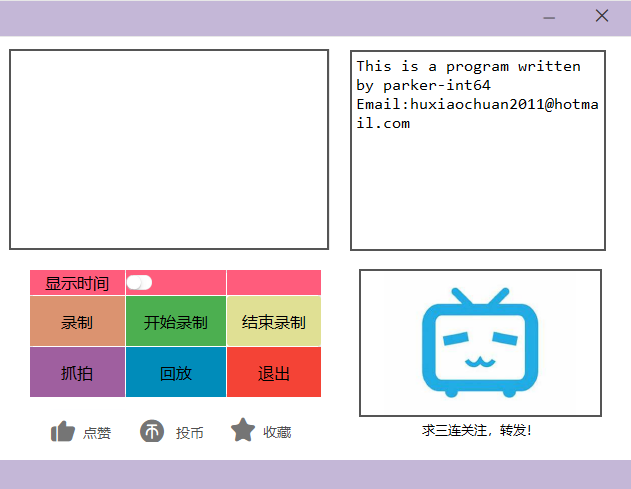 This is a program written
by parker-int64
Email:huxiaochuan2011@hotma
il.com
显示时间
录制 开始录制 结束录制
抓拍 回放 退出
点赞 投币 收藏
求三连关注，转发!